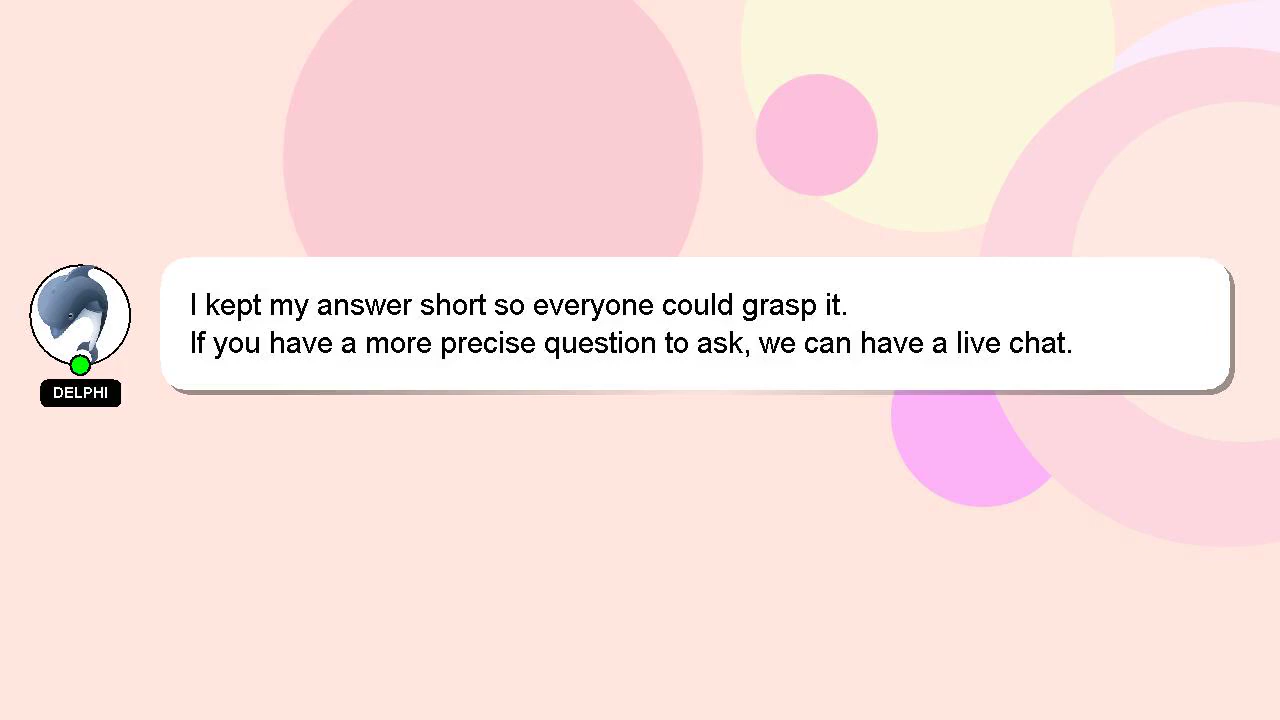 I kept my answer short so everyone could grasp it.
If you have a more precise question to ask, we can have a live chat.
DELPHI